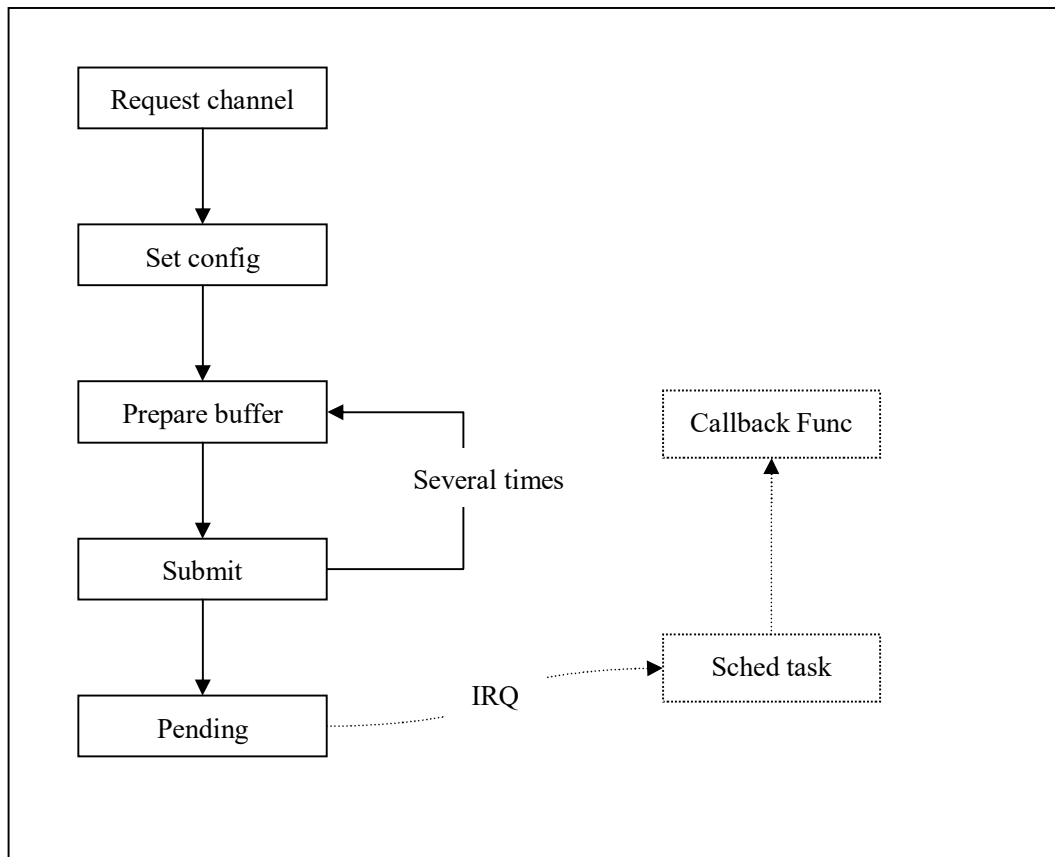 Request channel
Set config
Prepare buffer
Callback Func
Several times
Submit
Sched task
IRQ
Pending